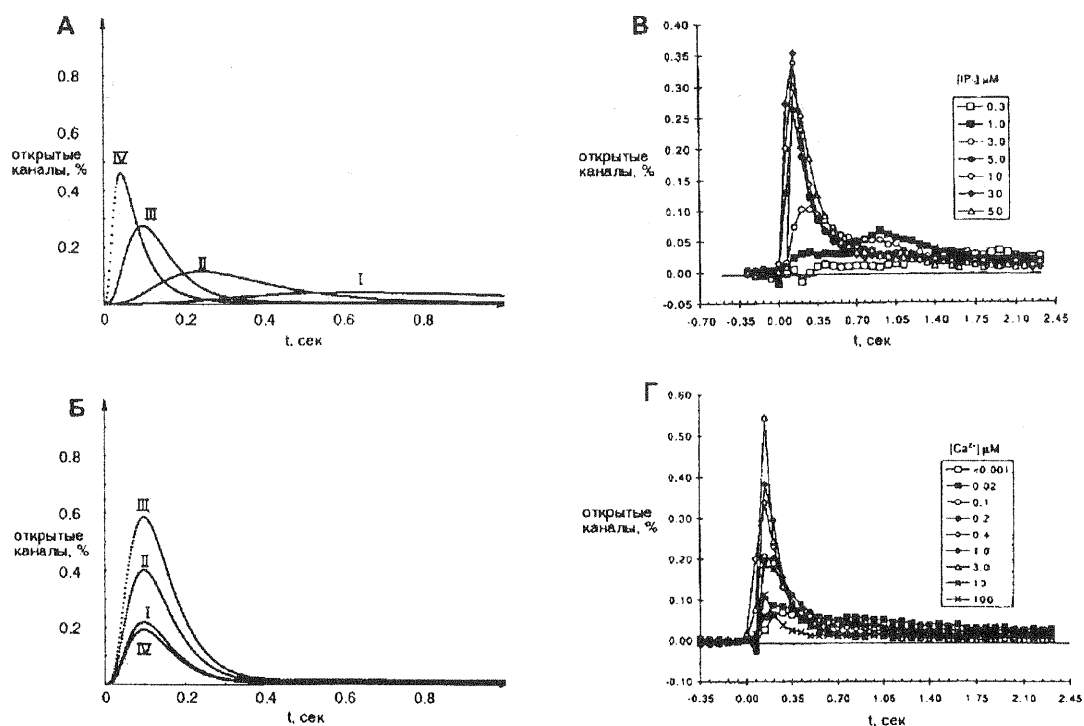 А
0.8
0.6
открытые
каналы, %
0.4
0.2
IV
III
II
I
0
0.2
0.4
0.6
0.8
t, сек
В
0.40
0.35
0.30
0.25
открытые
каналы, %
0.20
0.15
0.10
0.05
0.00
-0.05
-0.70 -0.35 0.00 0.35 0.70 1.05 1.40 1.75 2.10 2.45
t, сек
μM
0.3
1.0
3.0
5.0
10
30
50
Б
0.8
0.6
открытые
каналы, %
0.4
0.2
III
II
I
IV
0
0.2
0.4
0.6
0.8
t, сек
Г
0.60
0.50
0.40
открытые
каналы, %
0.30
0.20
0.10
0.00
-0.10
-0.35 0.00 0.35 0.70 1.05 1.40 1.75 2.10 2.45
t, сек
[Ca²⁺] μM
<0.001
0.02
0.1
0.2
0.4
1.0
3.0
10
100